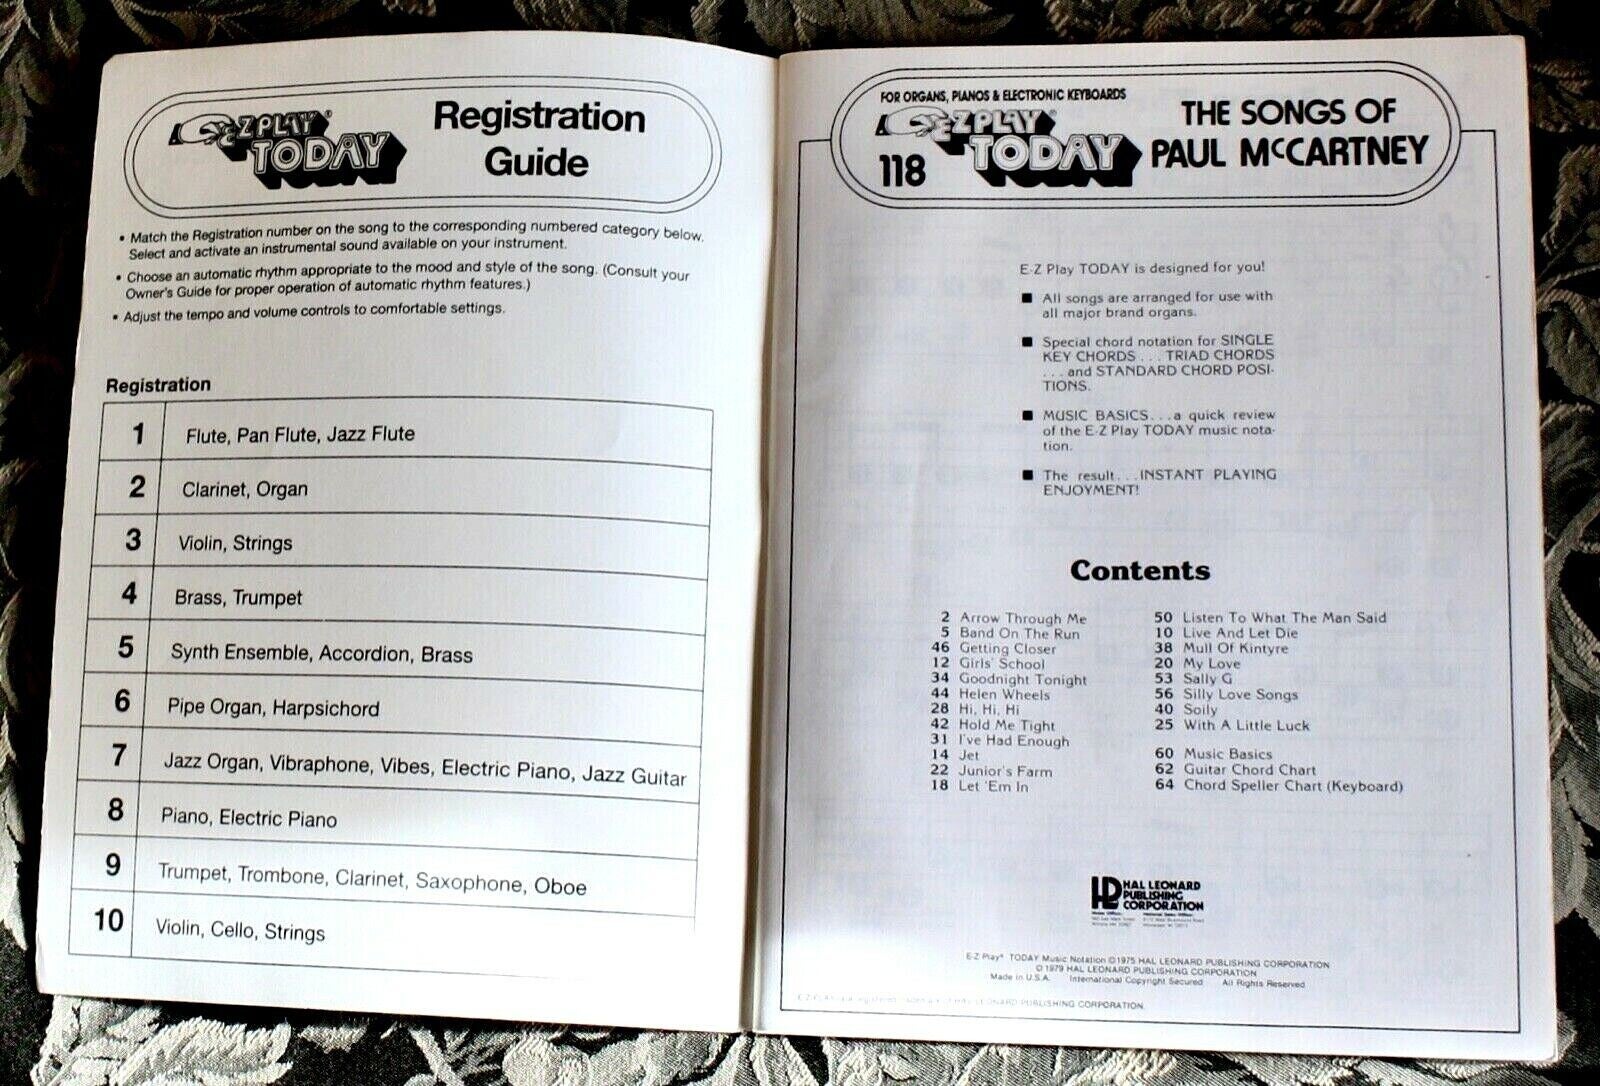 E-Z PLAY® TODAY
Registration
Guide
• Match the Registration number on the song to the corresponding numbered category below.
Select and activate an instrumental sound available on your instrument.
• Choose an automatic rhythm appropriate to the mood and style of the song. (Consult your
Owner's Guide for proper operation of automatic rhythm features.)
• Adjust the tempo and volume controls to comfortable settings.
Registration
1 Flute, Pan Flute, Jazz Flute
2 Clarinet, Organ
3 Violin, Strings
4 Brass, Trumpet
5 Synth Ensemble, Accordion, Brass
6 Pipe Organ, Harpsichord
7 Jazz Organ, Vibraphone, Vibes, Electric Piano, Jazz Guitar
8 Piano, Electric Piano
9 Trumpet, Trombone, Clarinet, Saxophone, Oboe
10 Violin, Cello, Strings
FOR ORGANS, PIANOS & ELECTRONIC KEYBOARDS
E-Z PLAY® TODAY
118
THE SONGS OF
PAUL McCARTNEY
E-Z Play TODAY is designed for you!
■ All songs are arranged for use with
all major brand organs.
■ Special chord notation for SINGLE
KEY CHORDS . . . TRIAD CHORDS
. . . and STANDARD CHORD POSI-
TIONS.
■ MUSIC BASICS. . .a quick review
of the E-Z Play TODAY music nota-
tion.
■ The result. . .INSTANT PLAYING
ENJOYMENT!
Contents
2 Arrow Through Me
5 Band On The Run
46 Getting Closer
12 Girls' School
34 Goodnight Tonight
44 Helen Wheels
28 Hi, Hi, Hi
42 Hold Me Tight
31 I've Had Enough
14 Jet
22 Junior's Farm
18 Let 'Em In
50 Listen To What The Man Said
10 Live And Let Die
38 Mull Of Kintyre
20 My Love
53 Sally G
56 Silly Love Songs
40 Soily
25 With A Little Luck
60 Music Basics
62 Guitar Chord Chart
64 Chord Speller Chart (Keyboard)
HAL LEONARD
PUBLISHING
CORPORATION
E-Z Play® TODAY Music Notation ©1975 HAL LEONARD PUBLISHING CORPORATION
© 1979 HAL LEONARD PUBLISHING CORPORATION
Made in U.S.A. International Copyright Secured All Rights Reserved
E-Z PLAY is a registered trademark of HAL LEONARD PUBLISHING CORPORATION.